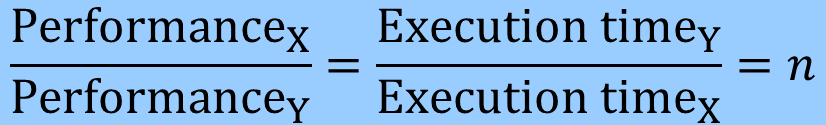 Performance_X / Performance_Y = Execution time_Y / Execution time_X = n